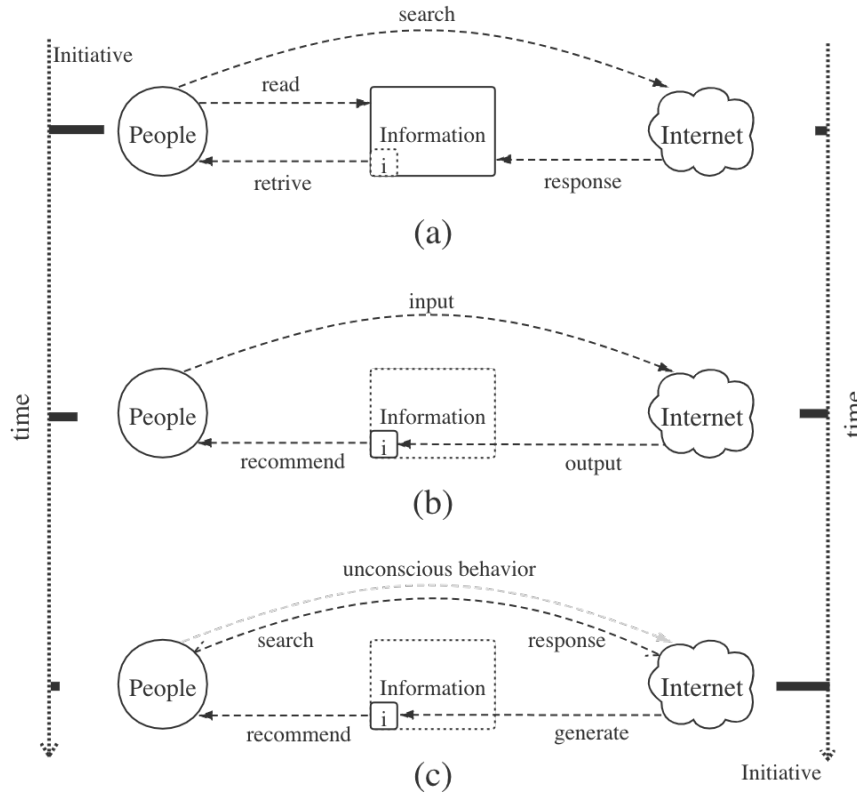 search
Initiative
read
People
Information
Internet
i
retrive
response
(a)
input
People
Information
Internet
time
time
i
recommend
output
(b)
unconscious behavior
search
response
People
Information
Internet
i
recommend
generate
Initiative
(c)